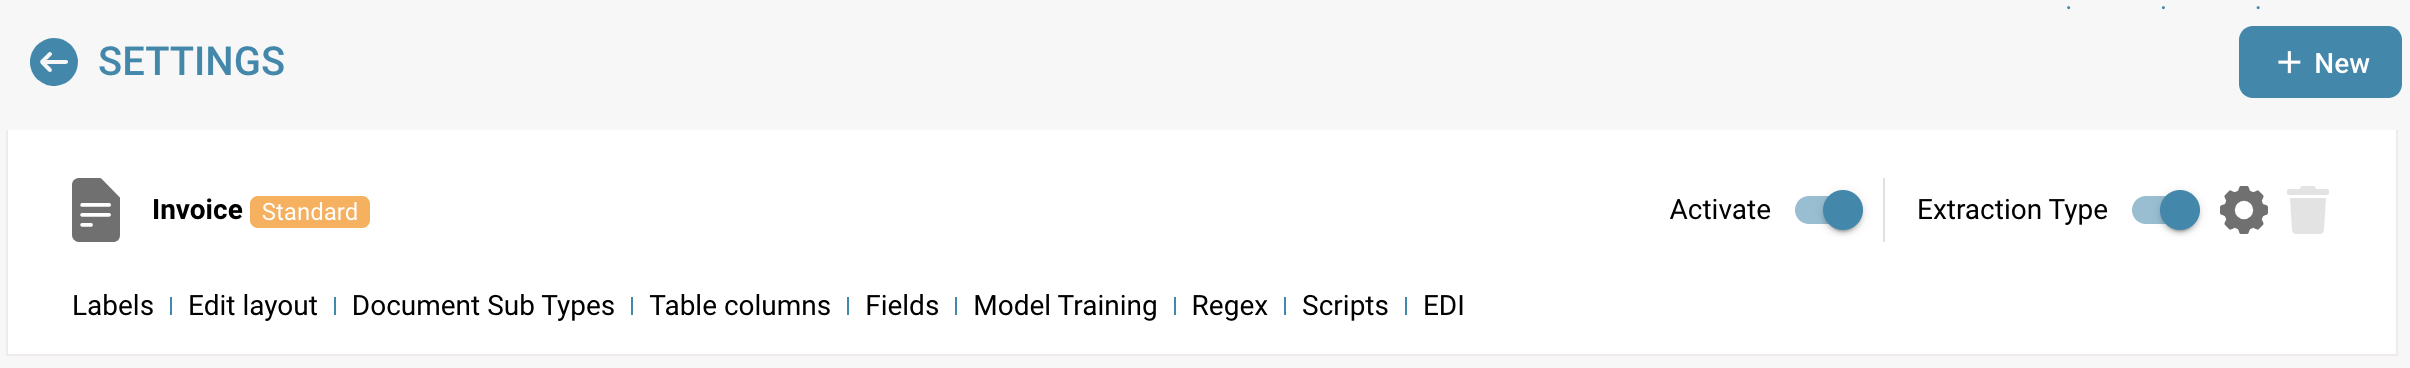 SETTINGS
+ New
Invoice Standard
Activate
Extraction Type
Labels | Edit layout | Document Sub Types | Table columns | Fields | Model Training | Regex | Scripts | EDI